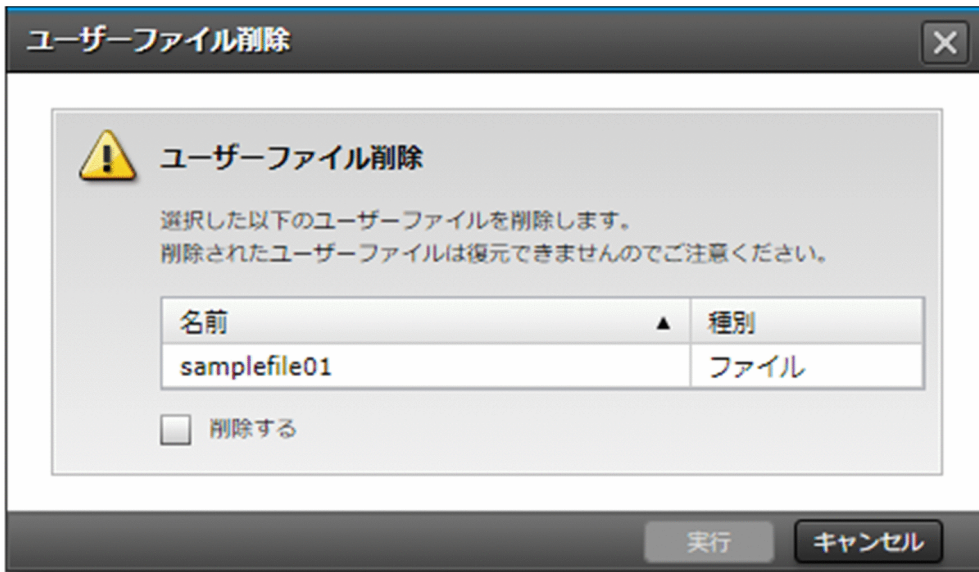 ユーザーファイル削除
ユーザーファイル削除
選択した以下のユーザーファイルを削除します。
削除されたユーザーファイルは復元できませんのでご注意ください。
名前 ▲ 種別
samplefile01 ファイル
削除する
実行 キャンセル